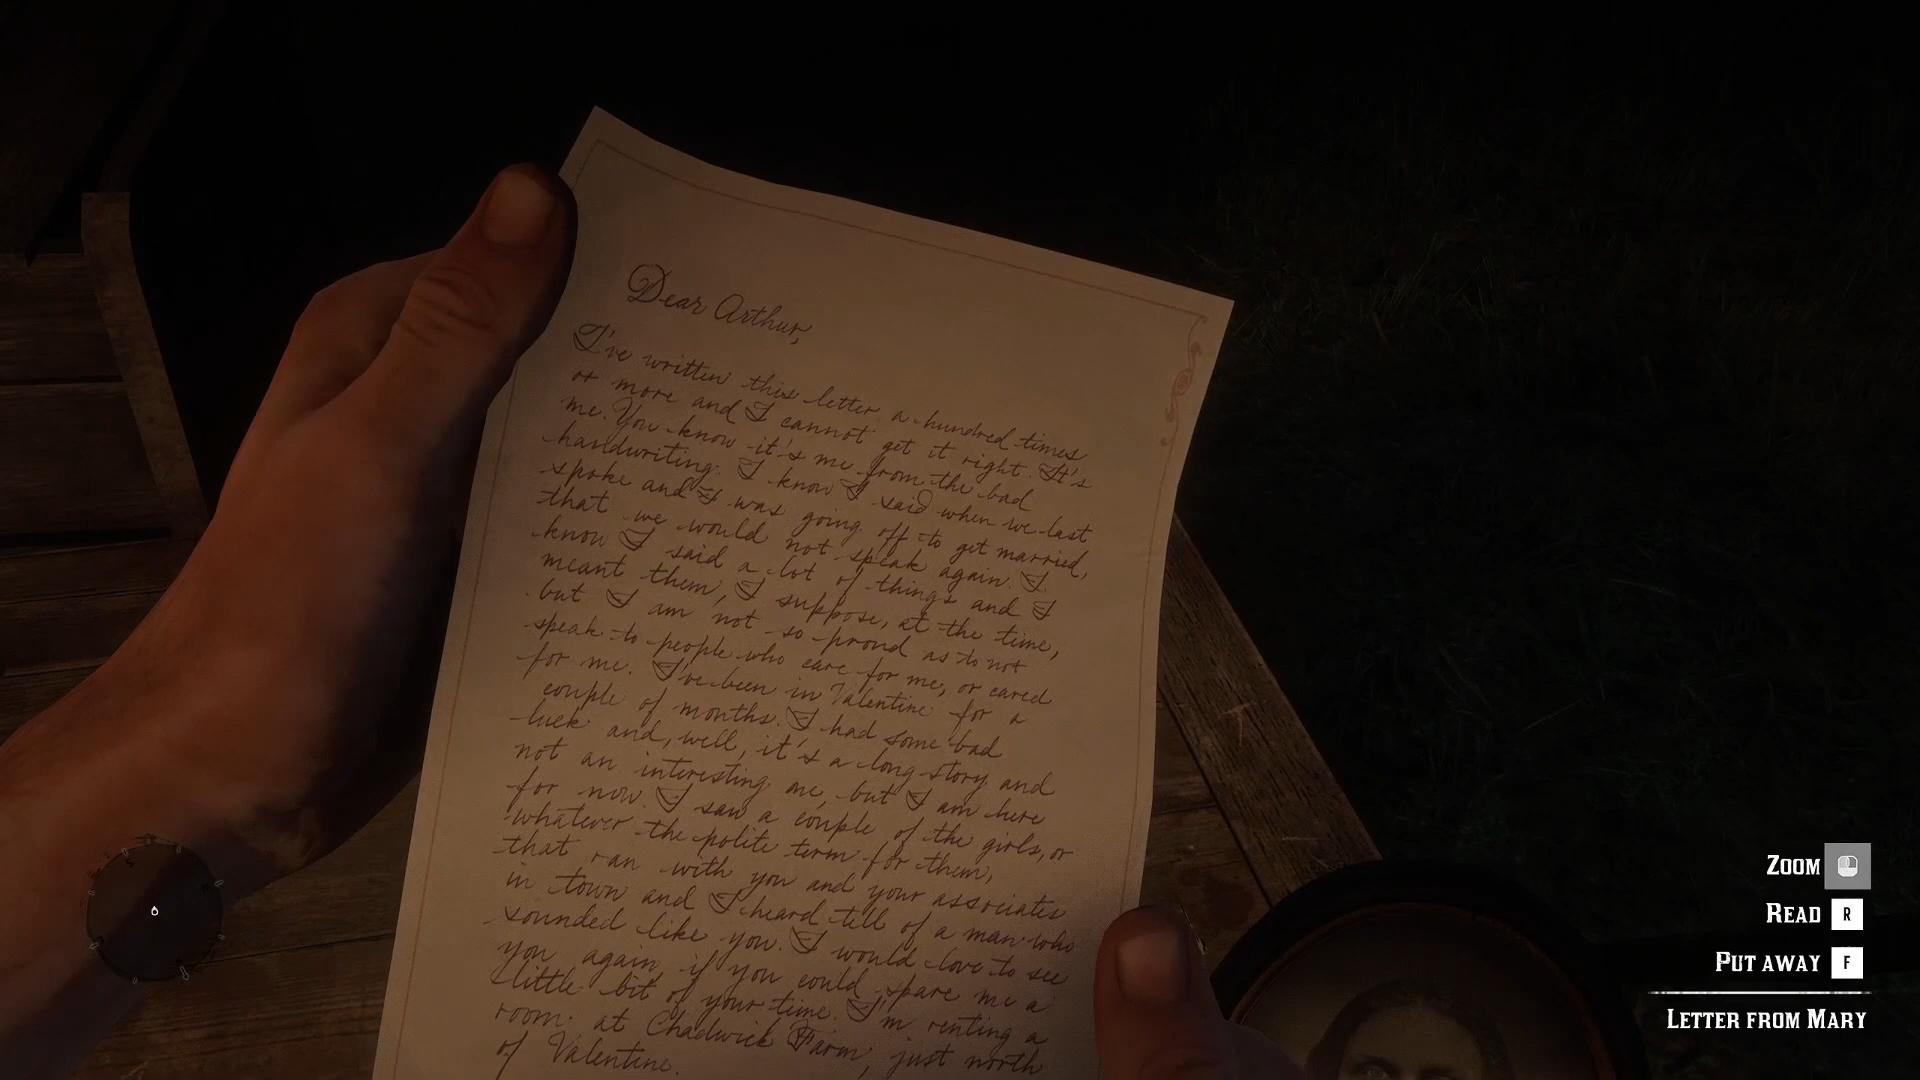 Dear Arthur,
I've written this letter a hundred times
or more and I cannot get it right. It's
me. You know it's me from the bad
handwriting. I know I said when we last
spoke and I was going off to get married,
that we would not speak again. I
know I said a lot of things and I
meant them, I suppose, at the time,
but I am not so proud as to not
speak to people who care for me, or cared
for me. I've been in Valentine for a
couple of months. I had some bad
luck and, well, it's a long story and
not an interesting one, but I am here
for now. I saw a couple of the girls, or
whatever the polite term for them,
that ran with you and your associates
in town and I heard tell of a man who
sounded like you. I would love to see
you again, if you could spare me a
little bit of your time. I'm renting a
room at Chadwick Farm, just north
of Valentine.
ZOOM
READ R
PUT AWAY F
LETTER FROM MARY